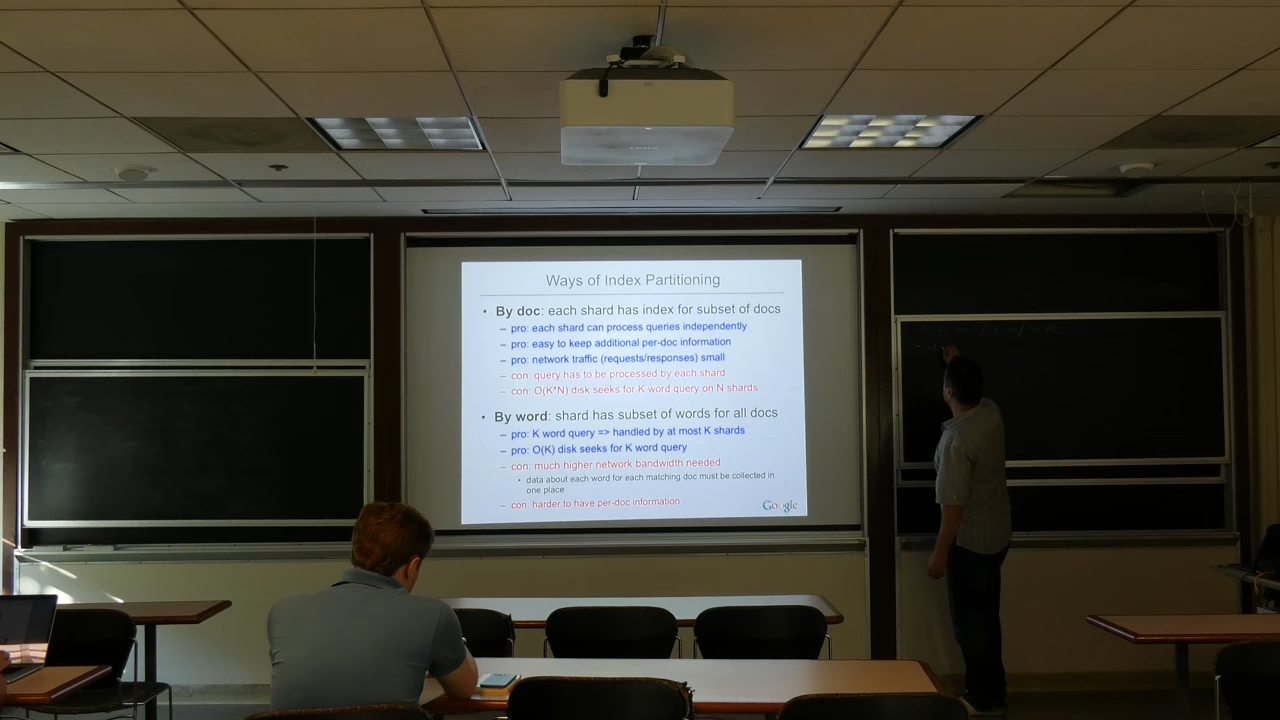 Ways of Index Partitioning
• By doc: each shard has index for subset of docs
– pro: each shard can process queries independently
– pro: easy to keep additional per-doc information
– pro: network traffic (requests/responses) small
– con: query has to be processed by each shard
– con: O(K*N) disk seeks for K word query on N shards
• By word: shard has subset of words for all docs
– pro: K word query => handled by at most K shards
– pro: O(K) disk seeks for K word query
– con: much higher network bandwidth needed
• data about each word for each matching doc must be collected in
one place
– con: harder to have per-doc information
Google